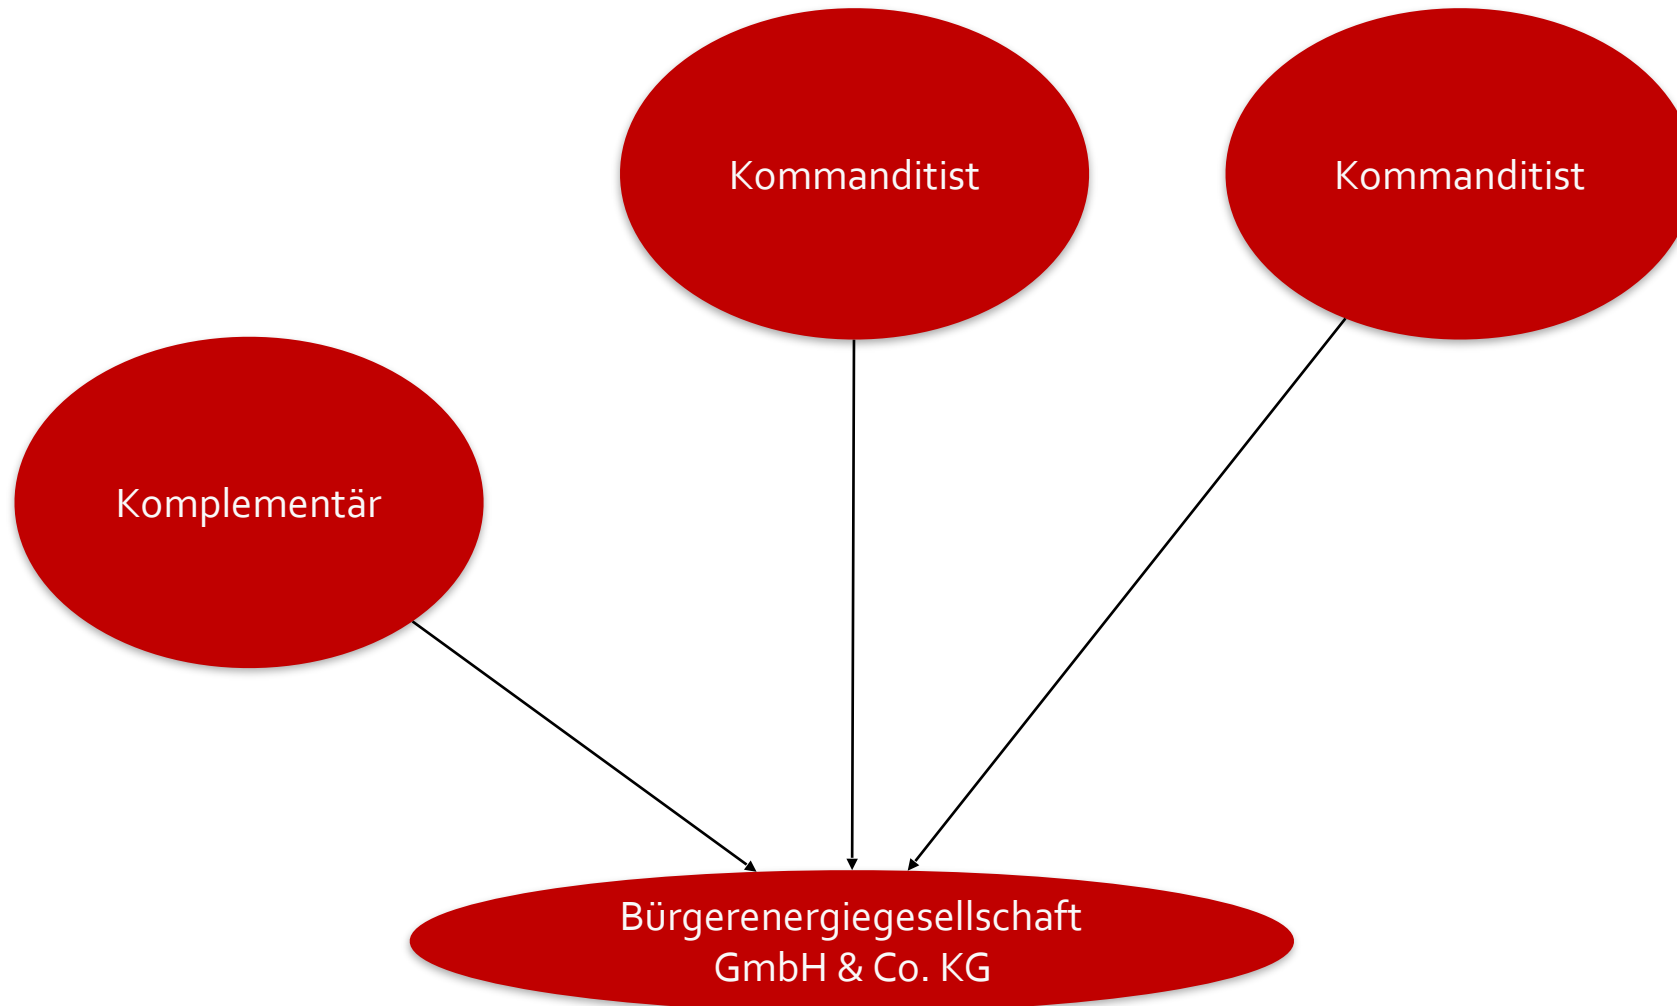 Kommanditist
Kommanditist
Komplementär
Bürgerenergiegesellschaft
GmbH & Co. KG